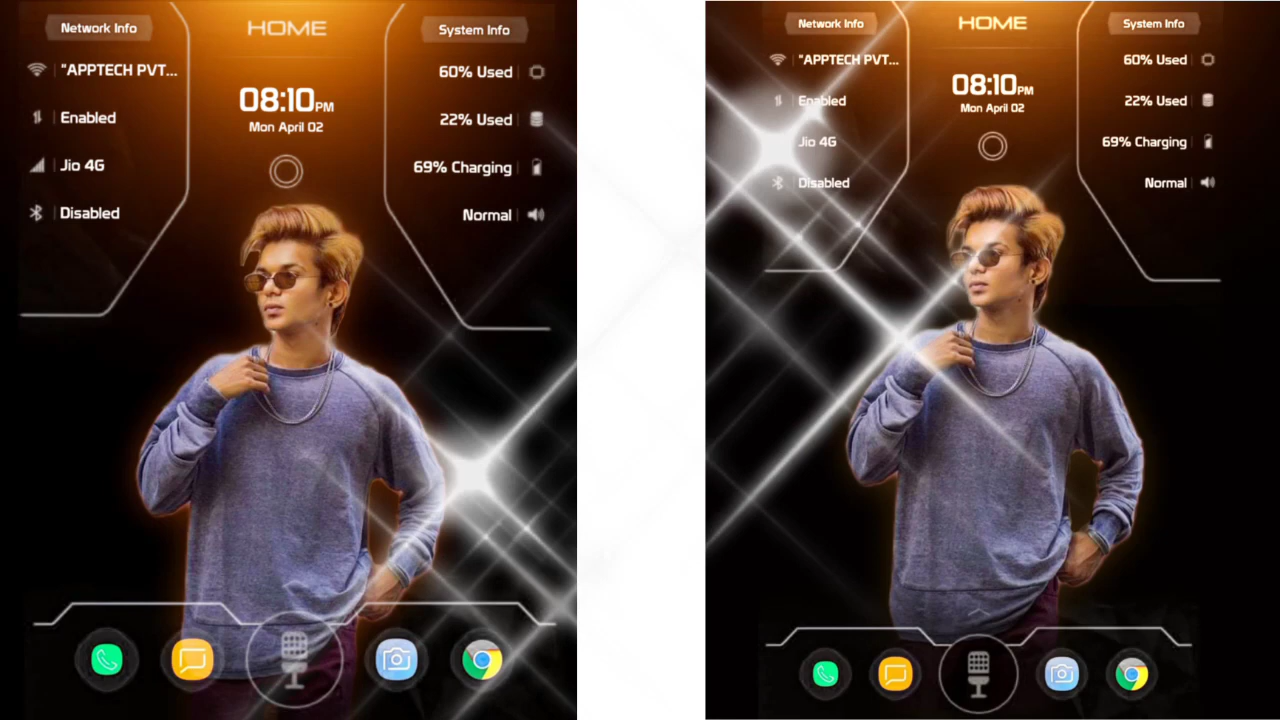 Network Info
"APPTECH PVT...
Enabled
Jio 4G
Disabled
HOME
08:10PM
Mon April 02
System Info
60% Used
22% Used
69% Charging
Normal
Network Info
"APPTECH PVT...
Enabled
Jio 4G
Disabled
HOME
08:10PM
Mon April 02
System Info
60% Used
22% Used
69% Charging
Normal